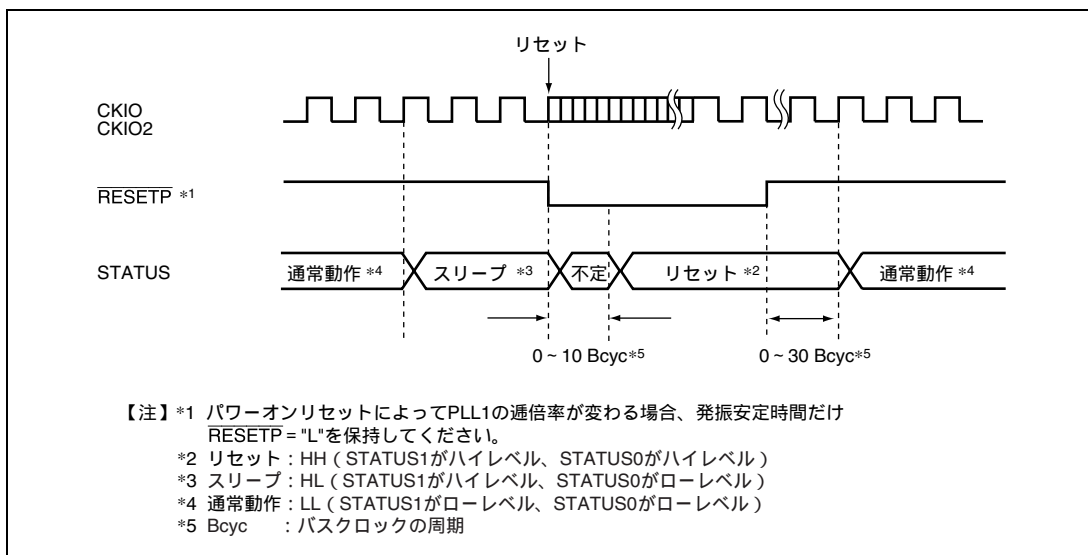 リセット
CKIO
CKIO2
RESETP *1
STATUS
通常動作 *4
スリープ *3
不定
リセット *2
通常動作 *4
0~10 Bcyc*5
0~30 Bcyc*5
【注】*1 パワーオンリセットによってPLL1の逓倍率が変わる場合、発振安定時間だけ
RESETP = "L"を保持してください。
*2 リセット:HH(STATUS1がハイレベル、STATUS0がハイレベル)
*3 スリープ:HL(STATUS1がハイレベル、STATUS0がローレベル)
*4 通常動作:LL(STATUS1がローレベル、STATUS0がローレベル)
*5 Bcyc :バスクロックの周期